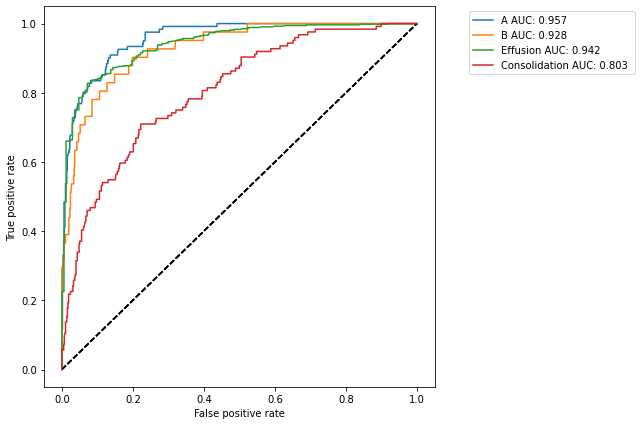 A AUC: 0.957
B AUC: 0.928
Effusion AUC: 0.942
Consolidation AUC: 0.803
True positive rate
1.0
0.8
0.6
0.4
0.2
0.0
0.0 0.2 0.4 0.6 0.8 1.0
False positive rate